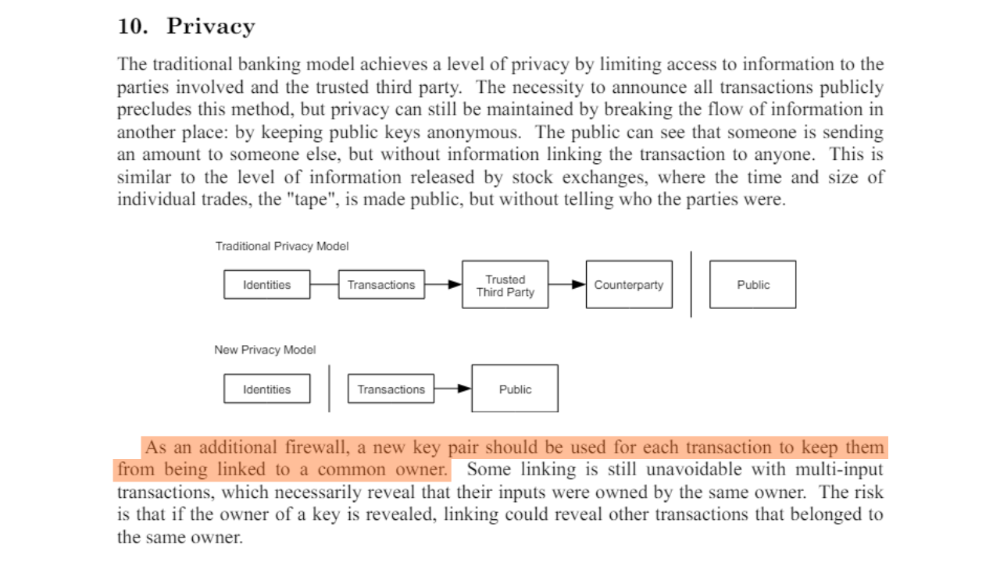 10. Privacy
The traditional banking model achieves a level of privacy by limiting access to information to the
parties involved and the trusted third party. The necessity to announce all transactions publicly
precludes this method, but privacy can still be maintained by breaking the flow of information in
another place: by keeping public keys anonymous. The public can see that someone is sending
an amount to someone else, but without information linking the transaction to anyone. This is
similar to the level of information released by stock exchanges, where the time and size of
individual trades, the "tape", is made public, but without telling who the parties were.
Traditional Privacy Model
Identities
Transactions
Trusted
Third Party
Counterparty
Public
New Privacy Model
Identities
Transactions
Public
As an additional firewall, a new key pair should be used for each transaction to keep them
from being linked to a common owner. Some linking is still unavoidable with multi-input
transactions, which necessarily reveal that their inputs were owned by the same owner. The risk
is that if the owner of a key is revealed, linking could reveal other transactions that belonged to
the same owner.